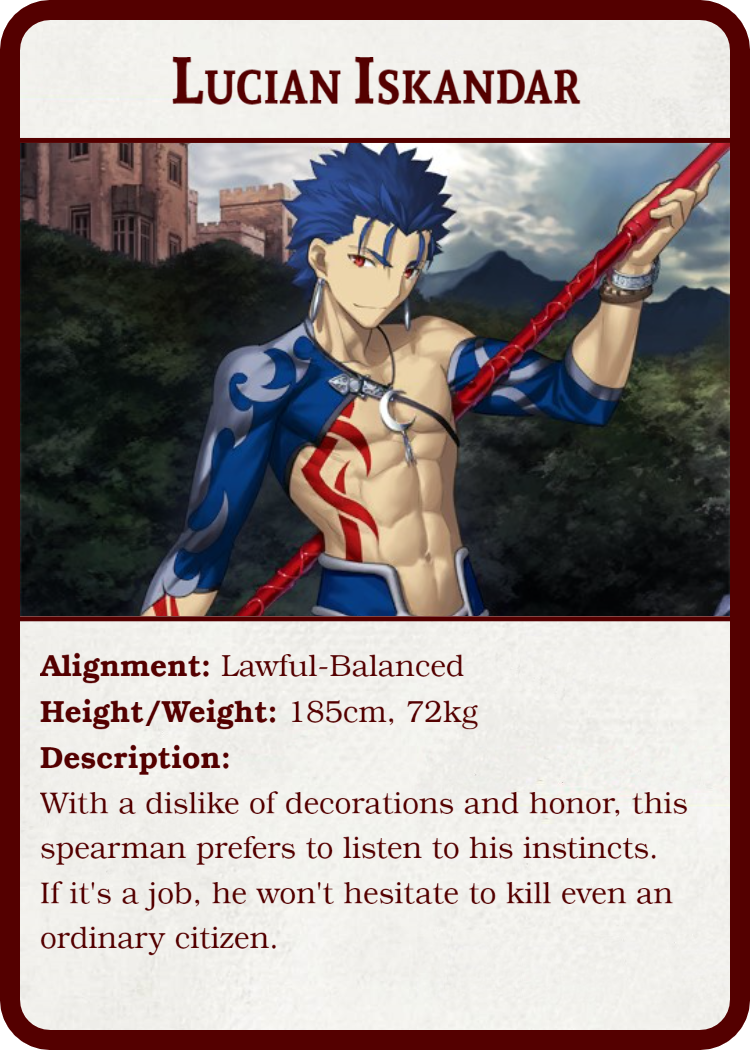 Lucian Iskandar
Alignment: Lawful-Balanced
Height/Weight: 185cm, 72kg
Description:
With a dislike of decorations and honor, this
spearman prefers to listen to his instincts.
If it's a job, he won't hesitate to kill even an
ordinary citizen.